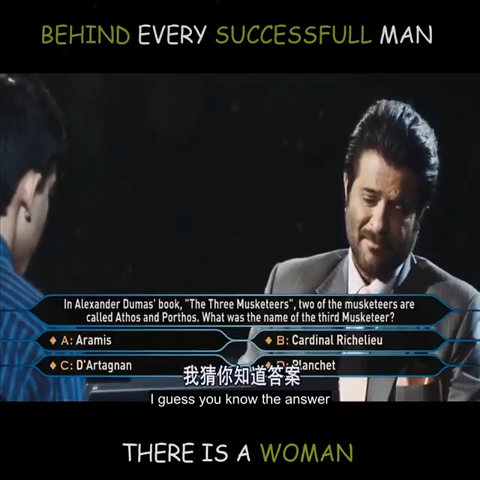 BEHIND EVERY SUCCESSFULL MAN
In Alexander Dumas' book, "The Three Musketeers", two of the musketeers are
called Athos and Porthos. What was the name of the third Musketeer?
A: Aramis
B: Cardinal Richelieu
C: D'Artagnan
D: Planchet
我猜你知道答案
I guess you know the answer
THERE IS A WOMAN